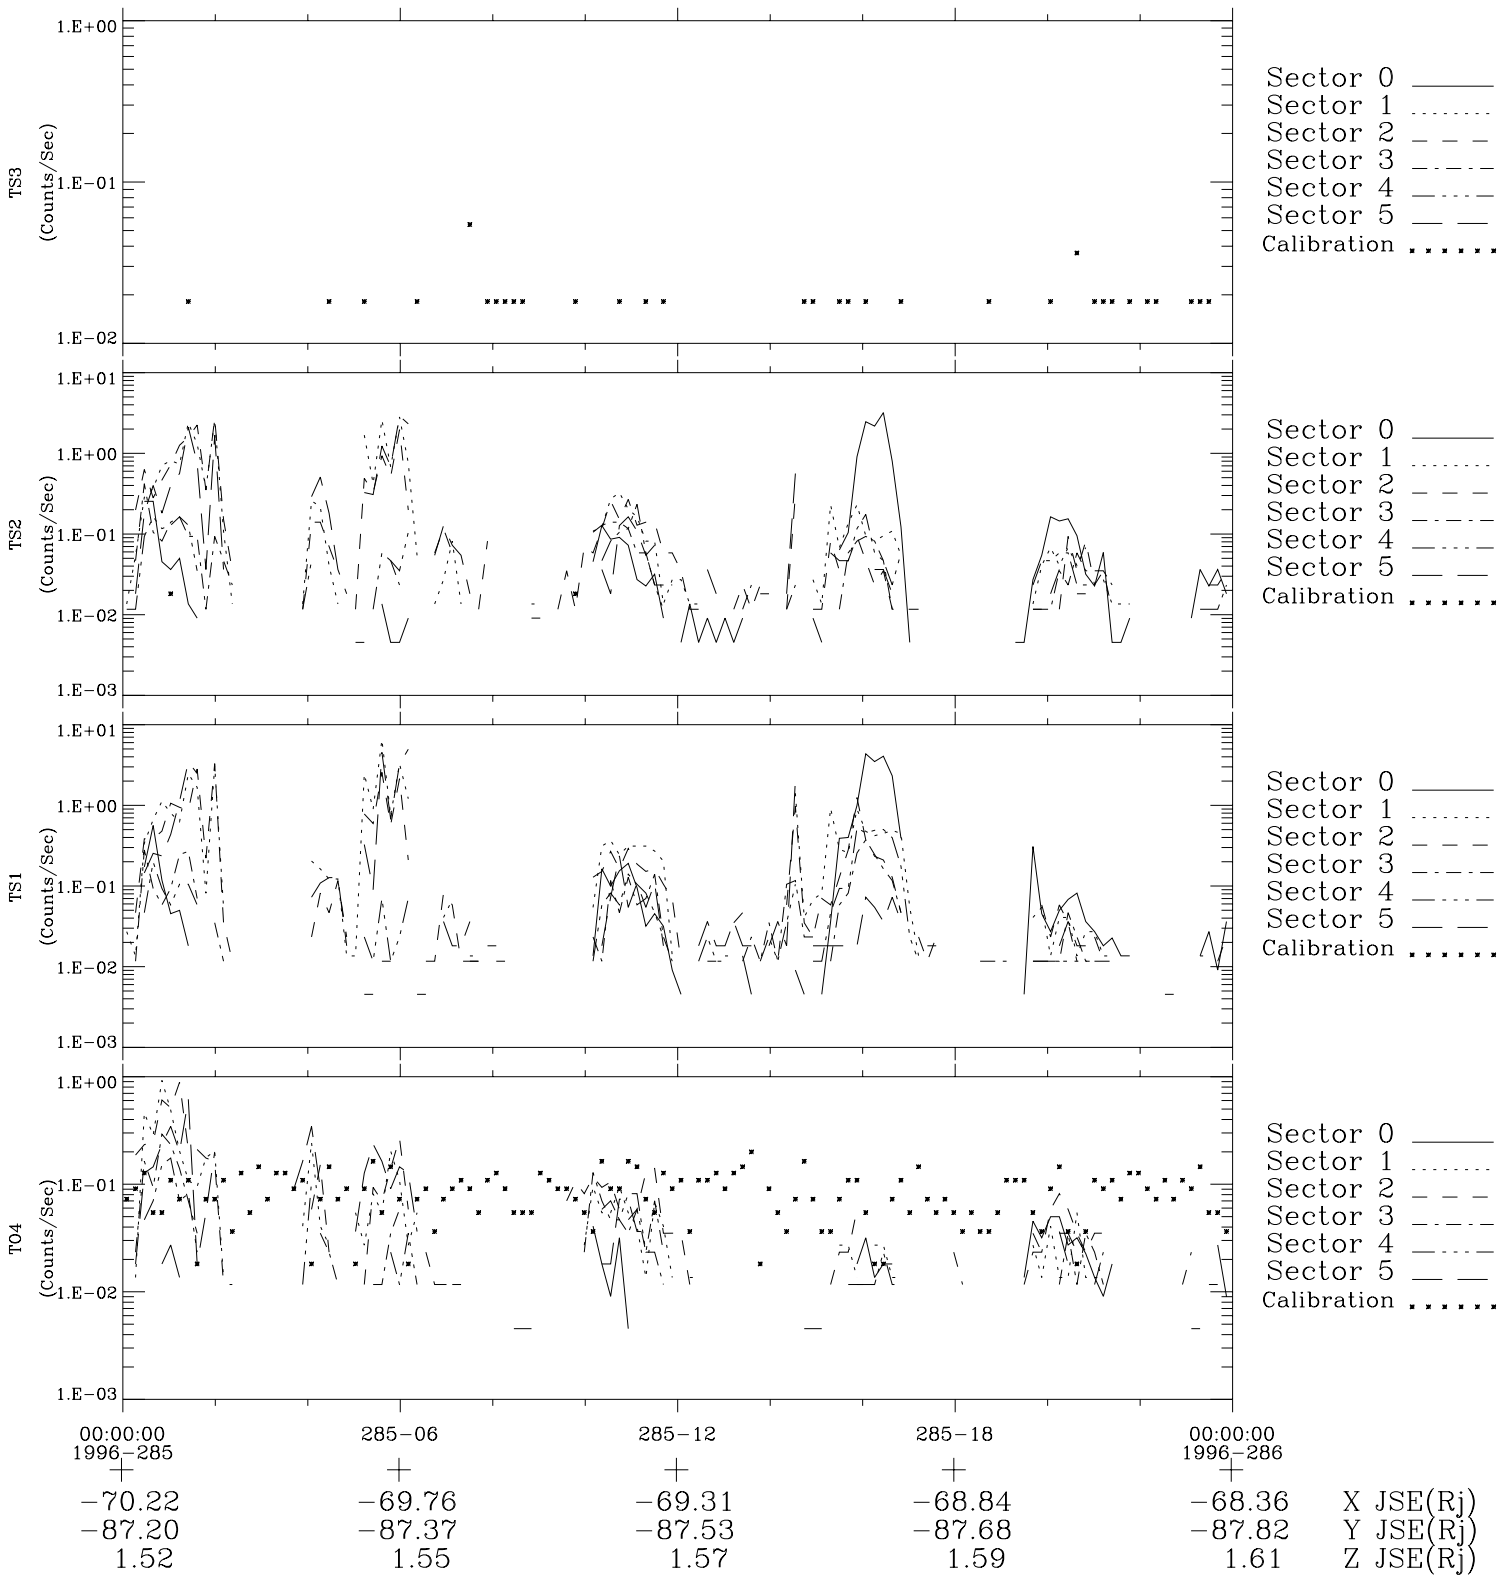 1.E+00
1.E-01
1.E-02
TS3
(Counts/Sec)
Sector 0
Sector 1
Sector 2
Sector 3
Sector 4
Sector 5
Calibration
1.E+01
1.E+00
1.E-01
1.E-02
1.E-03
TS2
(Counts/Sec)
Sector 0
Sector 1
Sector 2
Sector 3
Sector 4
Sector 5
Calibration
1.E+01
1.E+00
1.E-01
1.E-02
1.E-03
TS1
(Counts/Sec)
Sector 0
Sector 1
Sector 2
Sector 3
Sector 4
Sector 5
Calibration
1.E+00
1.E-01
1.E-02
1.E-03
T04
(Counts/Sec)
Sector 0
Sector 1
Sector 2
Sector 3
Sector 4
Sector 5
Calibration
00:00:00 285-06 285-12 285-18 00:00:00
1996-285 1996-286
-70.22 -69.76 -69.31 -68.84 -68.36 X JSE(Rj)
-87.20 -87.37 -87.53 -87.68 -87.82 Y JSE(Rj)
1.52 1.55 1.57 1.59 1.61 Z JSE(Rj)